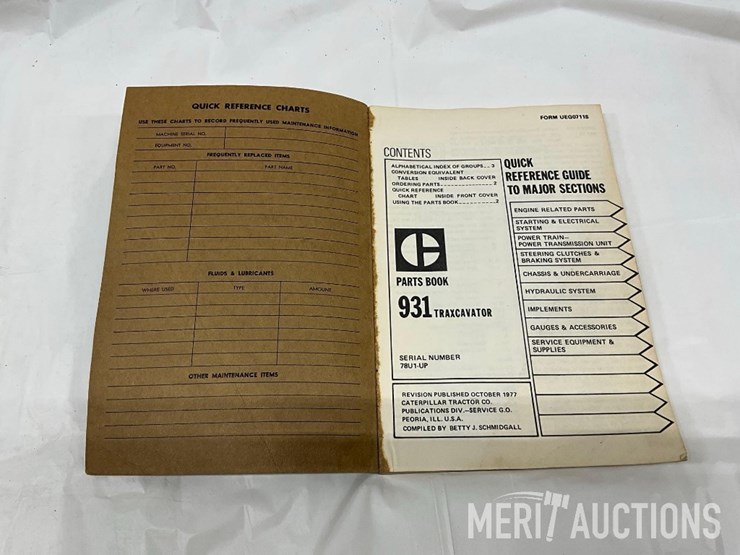 QUICK REFERENCE CHARTS
USE THESE CHARTS TO RECORD FREQUENTLY USED MAINTENANCE INFORMATION
MACHINE SERIAL NO.
EQUIPMENT NO.
FREQUENTLY REPLACED ITEMS
PART NO. PART NAME
FLUIDS & LUBRICANTS
WHERE USED TYPE AMOUNT
OTHER MAINTENANCE ITEMS
FORM UEG0711S
CONTENTS
ALPHABETICAL INDEX OF GROUPS... 3
CONVERSION EQUIVALENT
TABLES INSIDE BACK COVER
ORDERING PARTS 2
QUICK REFERENCE
CHART INSIDE FRONT COVER
USING THE PARTS BOOK 2
C
PARTS BOOK
931 TRAXCAVATOR
SERIAL NUMBER
78U1-UP
REVISION PUBLISHED OCTOBER 1977
CATERPILLAR TRACTOR CO.
PUBLICATIONS DIV.-SERVICE G.O.
PEORIA, ILL. U.S.A.
COMPILED BY BETTY J. SCHMIDGALL
QUICK
REFERENCE GUIDE
TO MAJOR SECTIONS
ENGINE RELATED PARTS
STARTING & ELECTRICAL
SYSTEM
POWER TRAIN-
POWER TRANSMISSION UNIT
STEERING CLUTCHES &
BRAKING SYSTEM
CHASSIS & UNDERCARRIAGE
HYDRAULIC SYSTEM
IMPLEMENTS
GAUGES & ACCESSORIES
SERVICE EQUIPMENT &
SUPPLIES
MERIT AUCTIONS